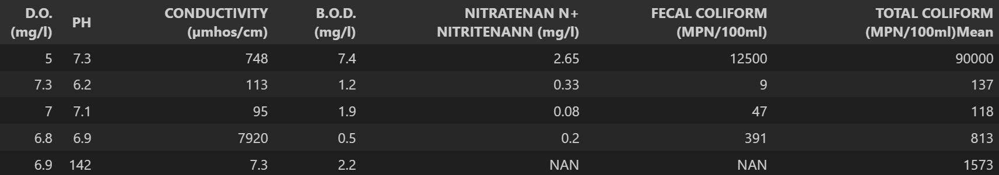 D.O. (mg/l) PH CONDUCTIVITY (µmhos/cm) B.O.D. (mg/l) NITRATENAN N+ NITRITENANN (mg/l) FECAL COLIFORM (MPN/100ml) TOTAL COLIFORM (MPN/100ml)Mean
5 7.3 748 7.4 2.65 12500 90000
7.3 6.2 113 1.2 0.33 9 137
7 7.1 95 1.9 0.08 47 118
6.8 6.9 7920 0.5 0.2 391 813
6.9 142 7.3 2.2 NAN NAN 1573